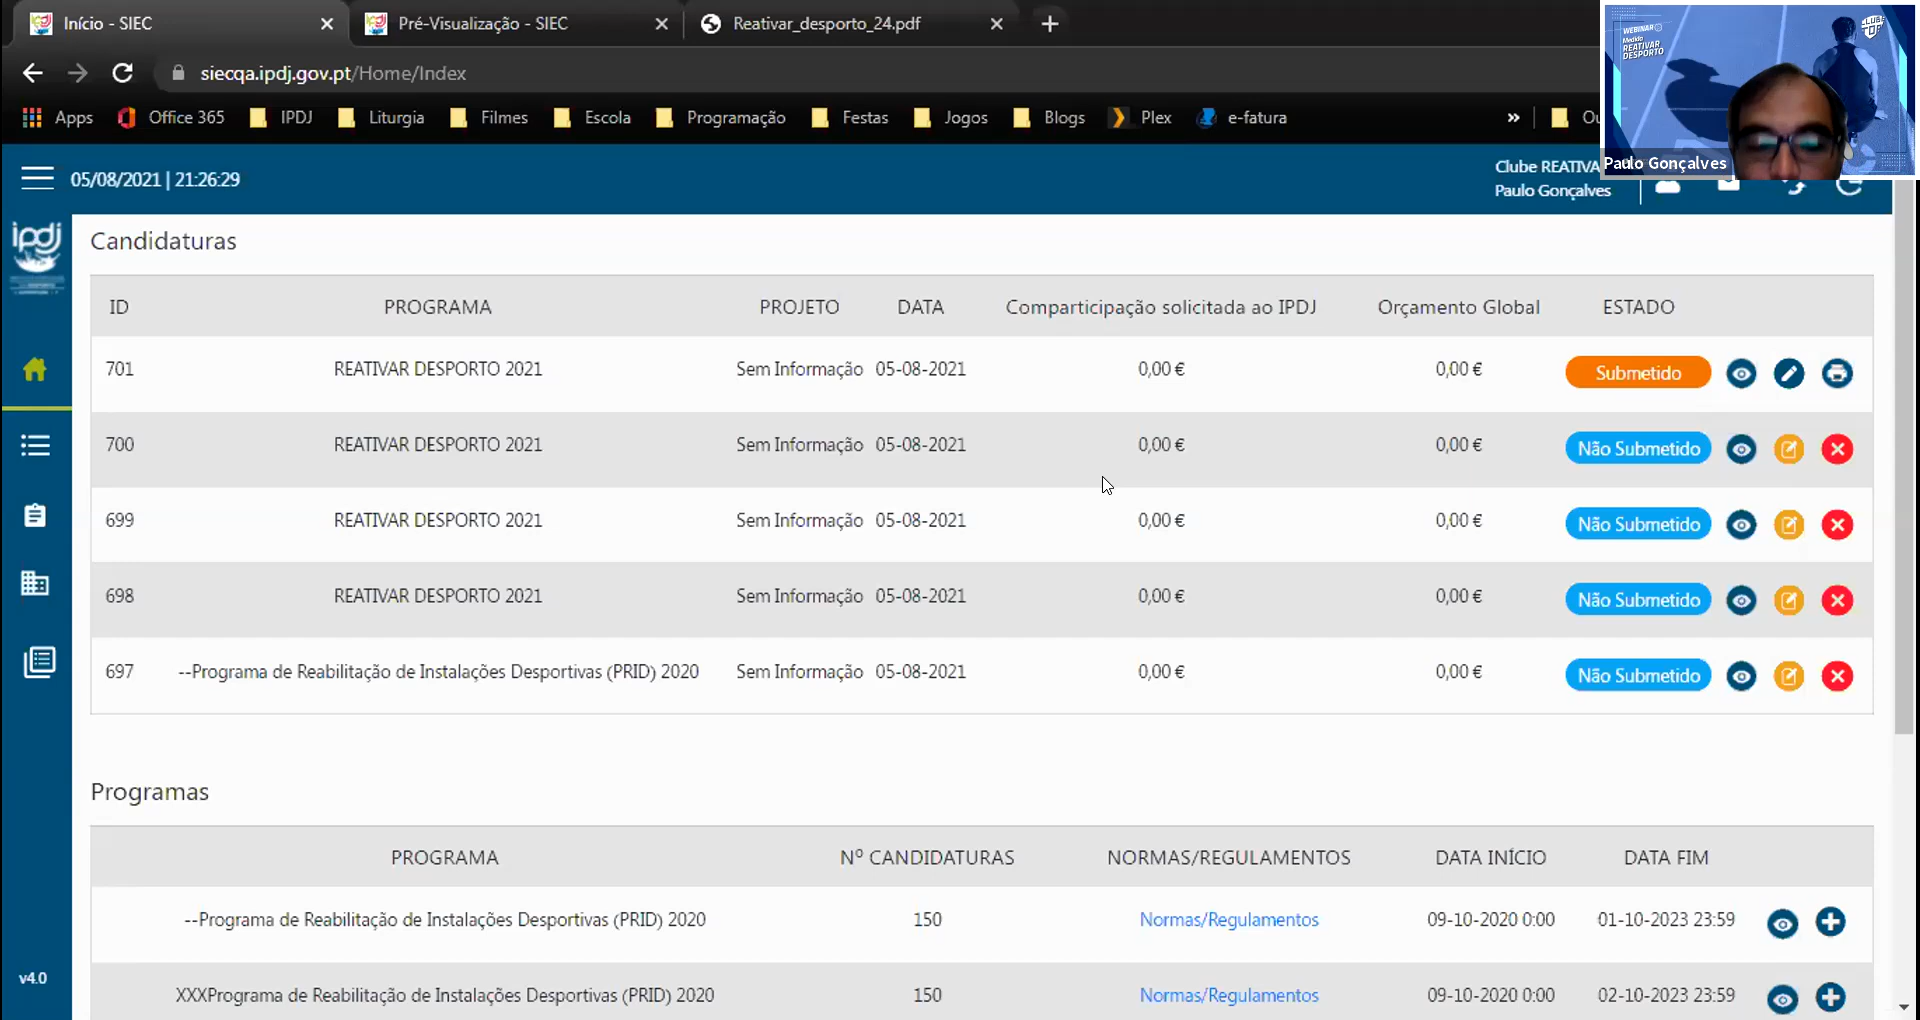 Início - SIEC
Pré-Visualização - SIEC
Reativar_desporto_24.pdf
siecqa.ipdj.gov.pt/Home/Index
Apps Office 365 IPDJ Liturgia Filmes Escola Programação Festas Jogos Blogs Plex e-fatura » Ou
WEBINAR
Medida
REATIVAR
DESPORTO
CLUBE
TOP
Paulo Gonçalves
05/08/2021 | 21:26:29
Clube REATIVA
Paulo Gonçalves
ipdj
Candidaturas
ID PROGRAMA PROJETO DATA Comparticipação solicitada ao IPDJ Orçamento Global ESTADO
701 REATIVAR DESPORTO 2021 Sem Informação 05-08-2021 0,00 € 0,00 € Submetido
700 REATIVAR DESPORTO 2021 Sem Informação 05-08-2021 0,00 € 0,00 € Não Submetido
699 REATIVAR DESPORTO 2021 Sem Informação 05-08-2021 0,00 € 0,00 € Não Submetido
698 REATIVAR DESPORTO 2021 Sem Informação 05-08-2021 0,00 € 0,00 € Não Submetido
697 --Programa de Reabilitação de Instalações Desportivas (PRID) 2020 Sem Informação 05-08-2021 0,00 € 0,00 € Não Submetido
Programas
PROGRAMA Nº CANDIDATURAS NORMAS/REGULAMENTOS DATA INÍCIO DATA FIM
--Programa de Reabilitação de Instalações Desportivas (PRID) 2020 150 Normas/Regulamentos 09-10-2020 0:00 01-10-2023 23:59
XXXPrograma de Reabilitação de Instalações Desportivas (PRID) 2020 150 Normas/Regulamentos 09-10-2020 0:00 02-10-2023 23:59
v4.0